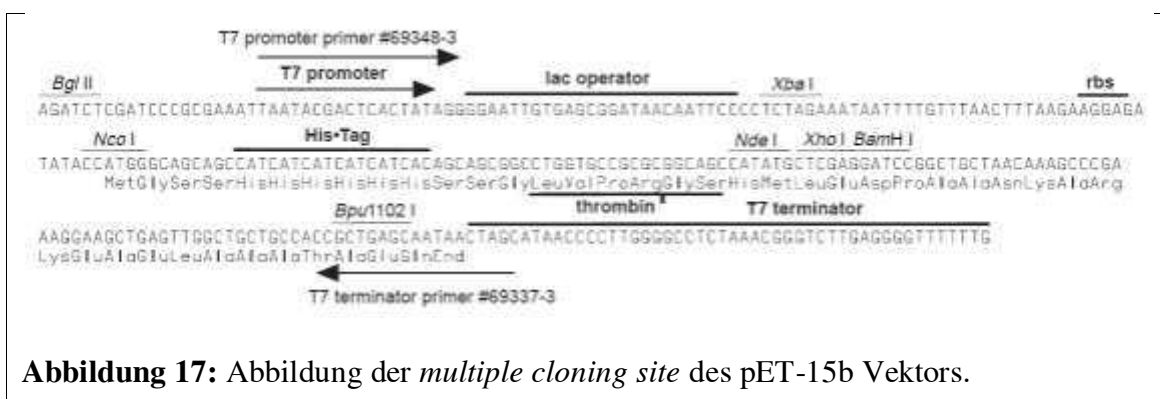 T7 promoter primer #69348-3
Bgl II T7 promoter lac operator Xba I rbs
AGATCTCGATCCCGCGAAATTAATACGACTCACTATAGGGGAATTGTGAGCGGATAACAATTCCCCTCTAGAAATAATTTTGTTTAACTTTAAGAAGGAGA
Nco I His•Tag Nde I Xho I BamH I
TATACCATGGGCAGCAGCCATCATCATCATCATCACAGCAGCGGCCTGGTGCCGCGCGGCAGCCATATGCTCGAGGATCCGGCTGCTAACAAAGCCCGA
MetGlySerSerHisHisHisHisHisHisSerSerGlyLeuValProArgGlySerHisMetLeuGluAspProAlaAlaAsnLysAlaArg
Bpu1102 I thrombin T7 terminator
AAGGAAGCTGAGTTGGCTGCTGCCACCGCTGAGCAATAACTAGCATAACCCCTTGGGGCCTCTAAACGGGTCTTGAGGGGTTTTTTG
LysGluAlaGluLeuAlaAlaAlaThrAlaGluGlnEnd
T7 terminator primer #69337-3
Abbildung 17: Abbildung der multiple cloning site des pET-15b Vektors.